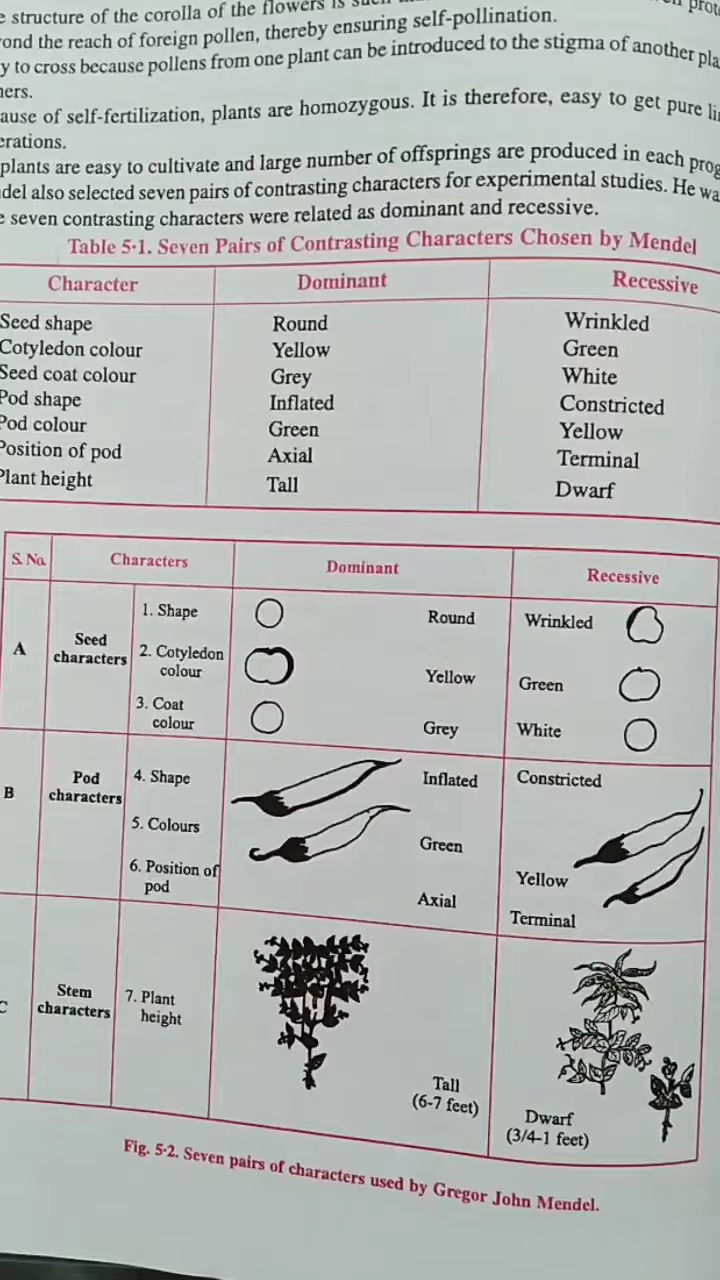 e structure of the corolla of the flowers is
ond the reach of foreign pollen, thereby ensuring self-pollination.
y to cross because pollens from one plant can be introduced to the stigma of another pla
ners.
ause of self-fertilization, plants are homozygous. It is therefore, easy to get pure li
erations.
plants are easy to cultivate and large number of offsprings are produced in each prog
del also selected seven pairs of contrasting characters for experimental studies. He wa
e seven contrasting characters were related as dominant and recessive.
Table 5·1. Seven Pairs of Contrasting Characters Chosen by Mendel
Character Dominant Recessive
Seed shape Round Wrinkled
Cotyledon colour Yellow Green
Seed coat colour Grey White
Pod shape Inflated Constricted
Pod colour Green Yellow
Position of pod Axial Terminal
Plant height Tall Dwarf
S. No. Characters Dominant Recessive
A Seed characters 1. Shape Round Wrinkled
2. Cotyledon colour Yellow Green
3. Coat colour Grey White
B Pod characters 4. Shape Inflated Constricted
5. Colours Green Yellow
6. Position of pod Axial Terminal
C Stem characters 7. Plant height Tall (6-7 feet) Dwarf (3/4-1 feet)
Fig. 5·2. Seven pairs of characters used by Gregor John Mendel.